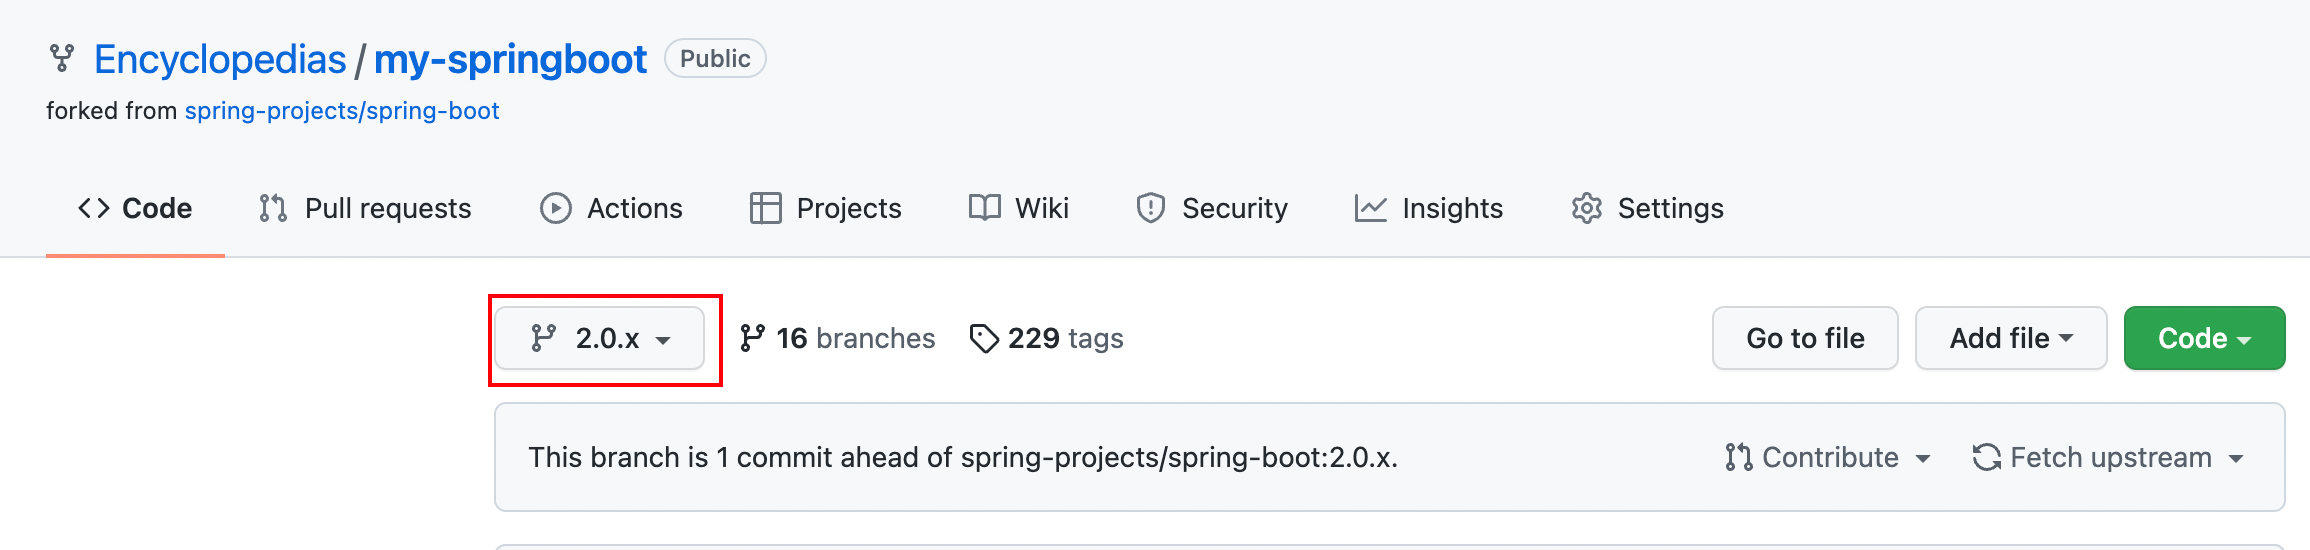 Encyclopedias / my-springboot Public
forked from spring-projects/spring-boot
Code Pull requests Actions Projects Wiki Security Insights Settings
2.0.x 16 branches 229 tags Go to file Add file Code
This branch is 1 commit ahead of spring-projects/spring-boot:2.0.x. Contribute Fetch upstream